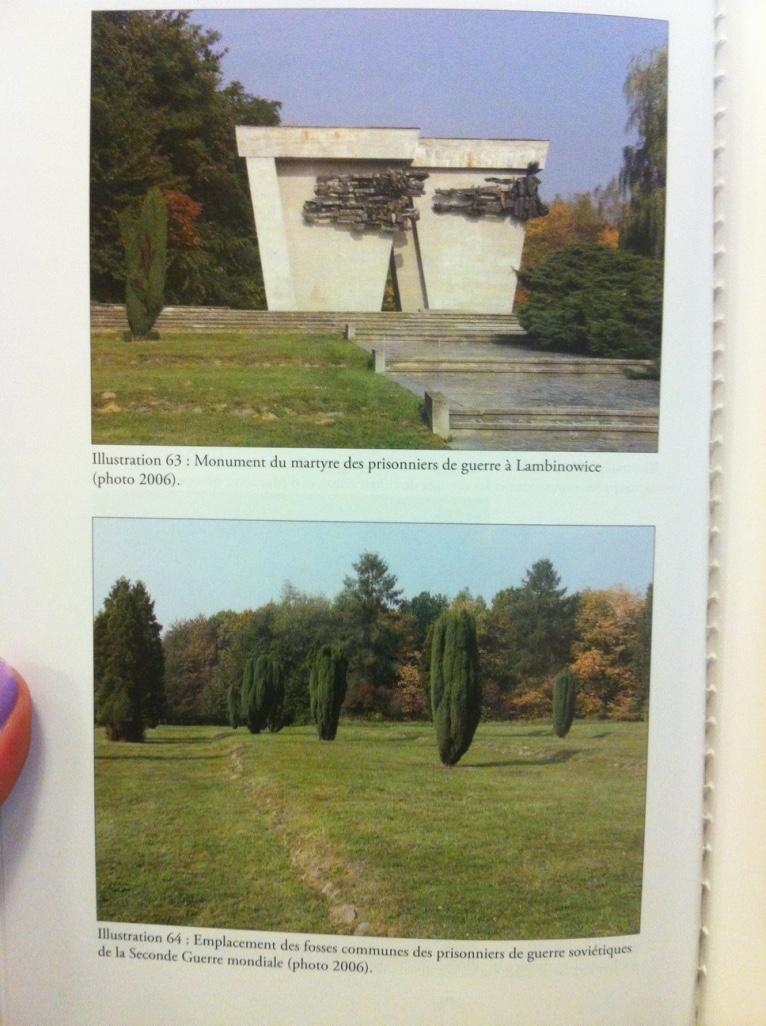 Illustration 63 : Monument du martyre des prisonniers de guerre à Lambinowice
(photo 2006).
Illustration 64 : Emplacement des fosses communes des prisonniers de guerre soviétiques
de la Seconde Guerre mondiale (photo 2006).